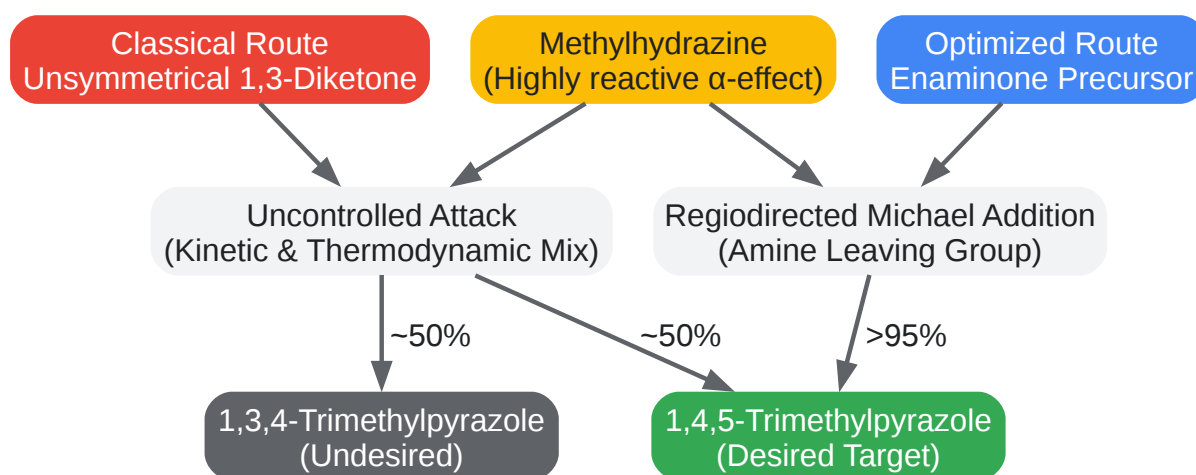 Classical Route
Unsymmetrical 1,3-Diketone
Methylhydrazine
(Highly reactive α-effect)
Optimized Route
Enaminone Precursor
Uncontrolled Attack
(Kinetic & Thermodynamic Mix)
Regiodirected Michael Addition
(Amine Leaving Group)
~50%
~50%
>95%
1,3,4-Trimethylpyrazole
(Undesired)
1,4,5-Trimethylpyrazole
(Desired Target)